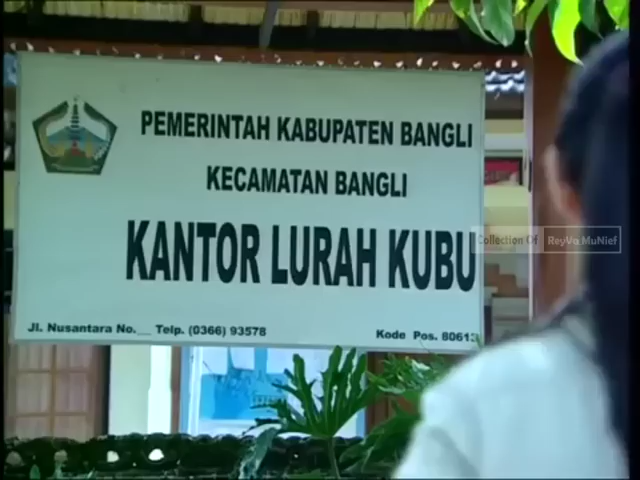 PEMERINTAH KABUPATEN BANGLI
KECAMATAN BANGLI
KANTOR LURAH KUBU
Jl. Nusantara No.__ Telp. (0366) 93578
Kode Pos. 80613
Collection Of ReyVa MuNief